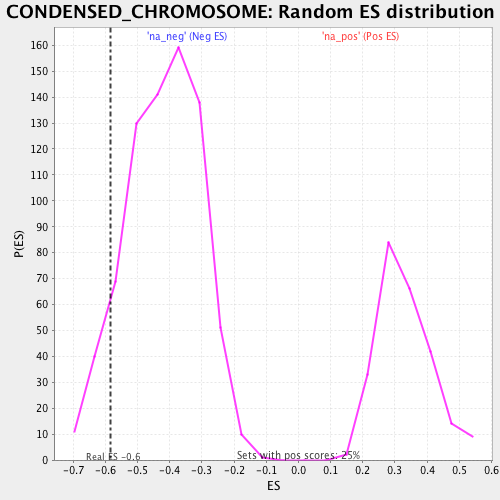 CONDENSED_CHROMOSOME: Random ES distribution
'na_neg' (Neg ES)
'na_pos' (Pos ES)
160
150
140
130
120
110
100
90
80
70
60
50
40
30
20
10
0
P(ES)
Real ES -0.6
Sets with pos scores: 25%
-0.7 -0.6 -0.5 -0.4 -0.3 -0.2 -0.1 0.0 0.1 0.2 0.3 0.4 0.5 0.6
ES